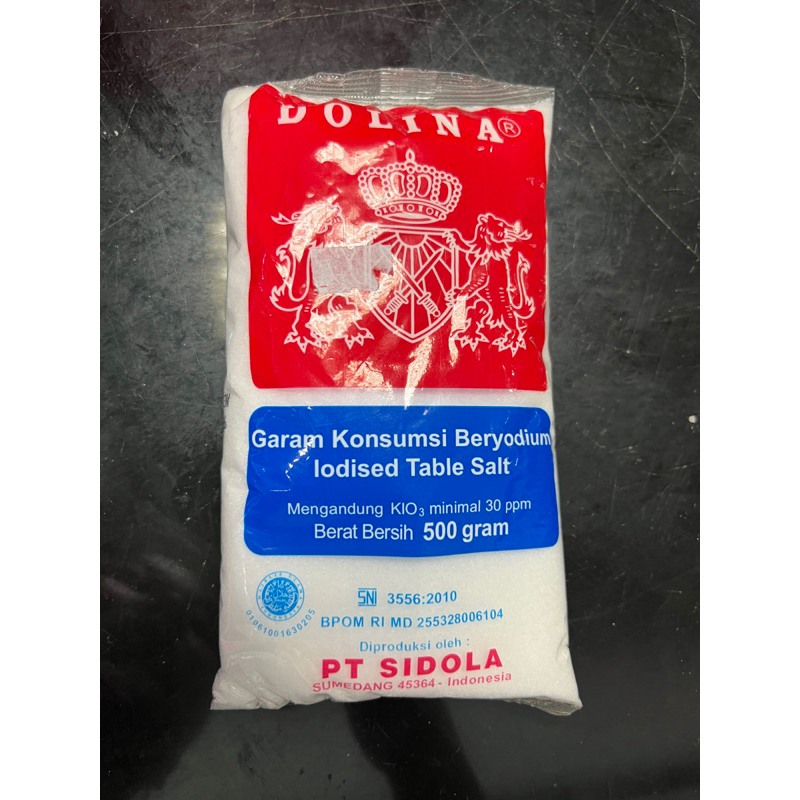 DOLINA®
Garam Konsumsi Beryodium
Iodised Table Salt
Mengandung KIO₃ minimal 30 ppm
Berat Bersih 500 gram
SNI 3556:2010
01061001630205
BPOM RI MD 255328006104
Diproduksi oleh :
PT SIDOLA
SUMEDANG 45364 - Indonesia